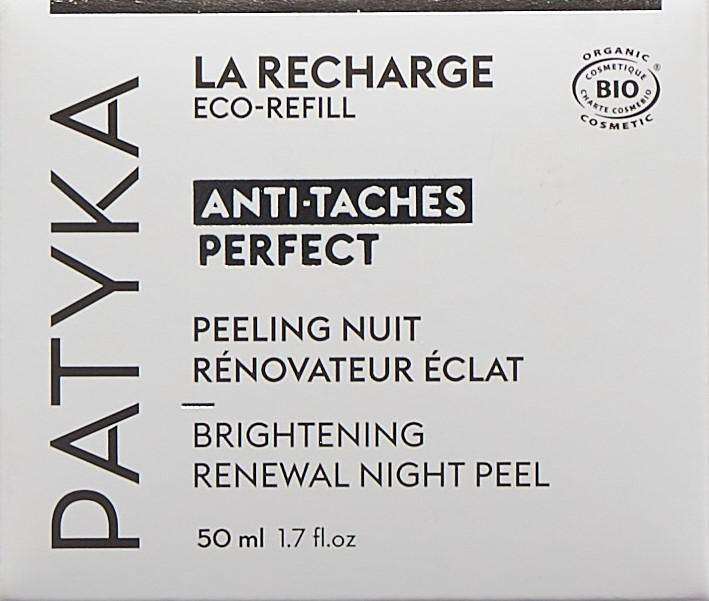 PATYKA
LA RECHARGE
ECO-REFILL
ORGANIC
COSMETIQUE
BIO
CHARTE COSMEBIO
COSMETIC
®
ANTI-TACHES
PERFECT
PEELING NUIT
RÉNOVATEUR ÉCLAT
BRIGHTENING
RENEWAL NIGHT PEEL
50 ml 1.7 fl.oz